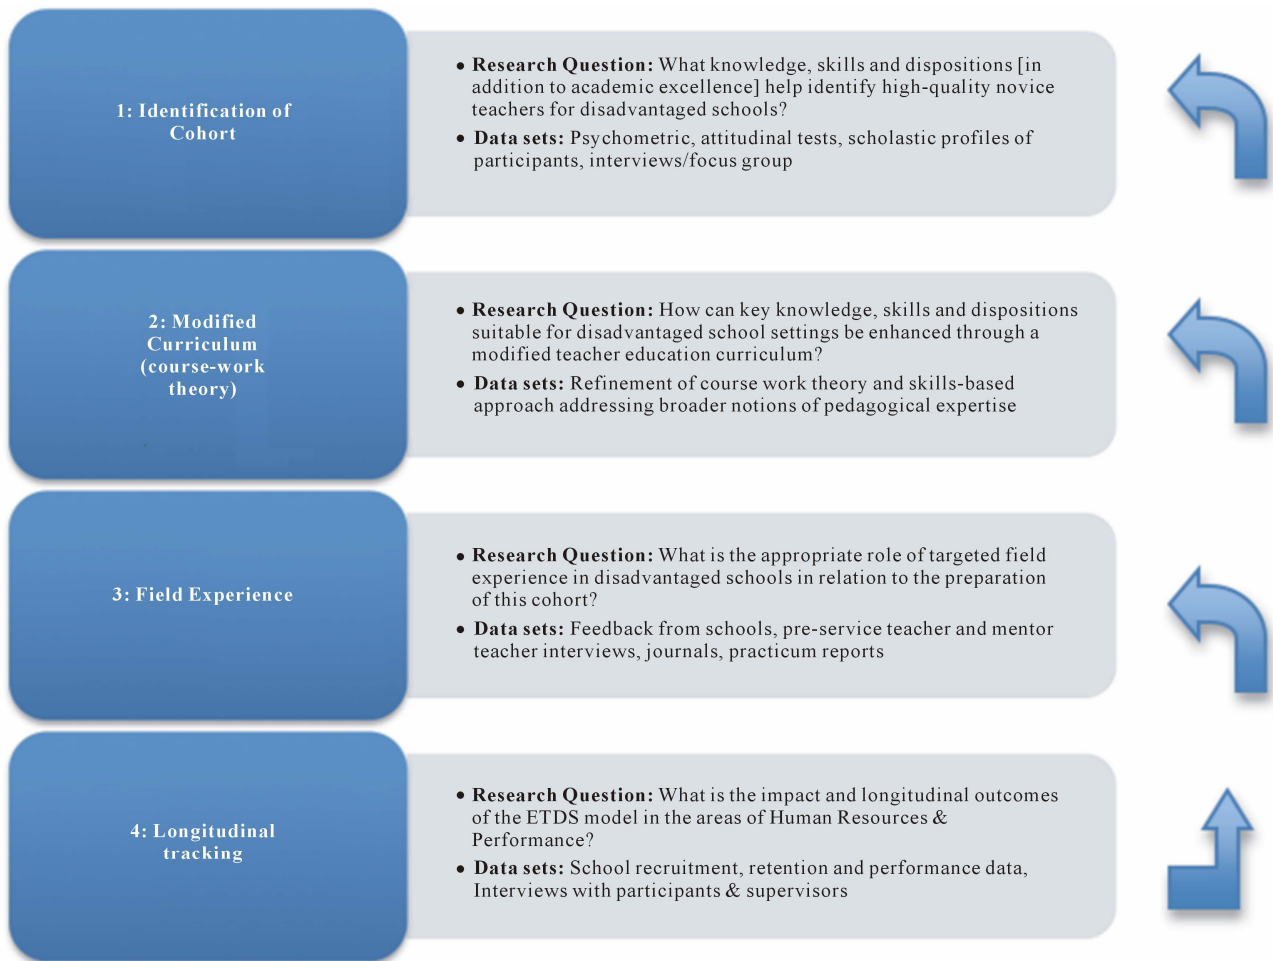 1: Identification of
Cohort
• Research Question: What knowledge, skills and dispositions [in
addition to academic excellence] help identify high-quality novice
teachers for disadvantaged schools?
• Data sets: Psychometric, attitudinal tests, scholastic profiles of
participants, interviews/focus group
2: Modified
Curriculum
(course-work
theory)
• Research Question: How can key knowledge, skills and dispositions
suitable for disadvantaged school settings be enhanced through a
modified teacher education curriculum?
• Data sets: Refinement of course work theory and skills-based
approach addressing broader notions of pedagogical expertise
3: Field Experience
• Research Question: What is the appropriate role of targeted field
experience in disadvantaged schools in relation to the preparation
of this cohort?
• Data sets: Feedback from schools, pre-service teacher and mentor
teacher interviews, journals, practicum reports
4: Longitudinal
tracking
• Research Question: What is the impact and longitudinal outcomes
of the ETDS model in the areas of Human Resources &
Performance?
• Data sets: School recruitment, retention and performance data,
Interviews with participants & supervisors